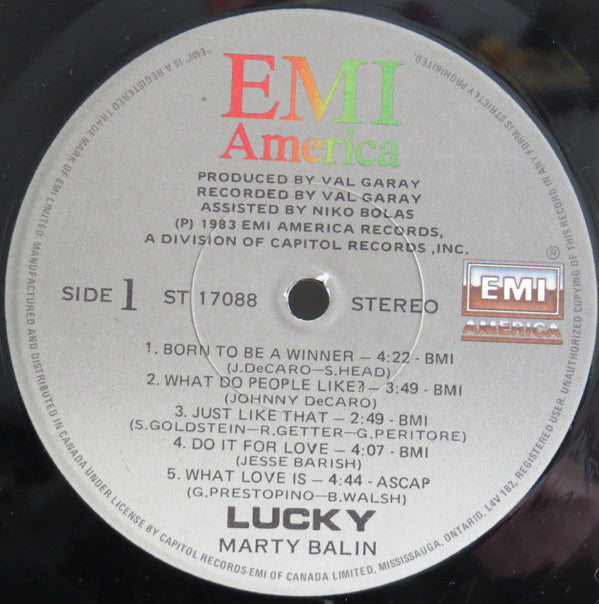 EMI
America
PRODUCED BY VAL GARAY
RECORDED BY VAL GARAY
ASSISTED BY NIKO BOLAS
(P) 1983 EMI AMERICA RECORDS,
A DIVISION OF CAPITOL RECORDS ,INC.
SIDE 1 ST 17088 STEREO
EMI
AMERICA
®
1. BORN TO BE A WINNER – 4:22 - BMI
(J.DeCARO–S.HEAD)
2. WHAT DO PEOPLE LIKE? – 3:49 - BMI
(JOHNNY DeCARO)
3. JUST LIKE THAT – 2:49 - BMI
(S.GOLDSTEIN–R.GETTER–G.PERITORE)
4. DO IT FOR LOVE – 4:07 - BMI
(JESSE BARISH)
5. WHAT LOVE IS – 4:44 - ASCAP
(G.PRESTOPINO–B.WALSH)
LUCKY
MARTY BALIN
MANUFACTURED AND DISTRIBUTED IN CANADA UNDER LICENSE BY CAPITOL RECORDS-EMI OF CANADA LIMITED, MISSISSAUGA, ONTARIO, L4V 1B2, REGISTERED USER. UNAUTHORIZED COPYING OF THIS RECORD IN ANY FORM IS STRICTLY PROHIBITED.
"EMI" IS A REGISTERED TRADE MARK OF EMI LIMITED.